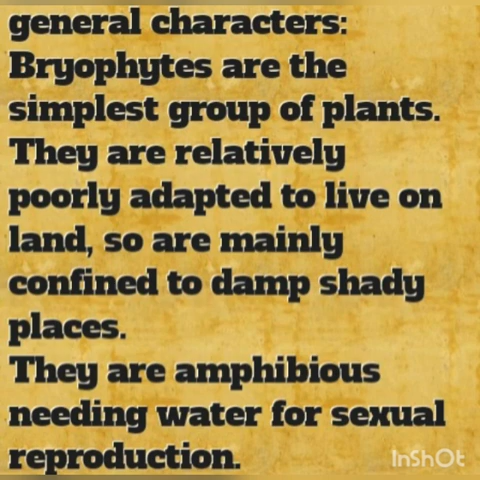 general characters:
Bryophytes are the
simplest group of plants.
They are relatively
poorly adapted to live on
land, so are mainly
confined to damp shady
places.
They are amphibious
needing water for sexual
reproduction.
InShOt